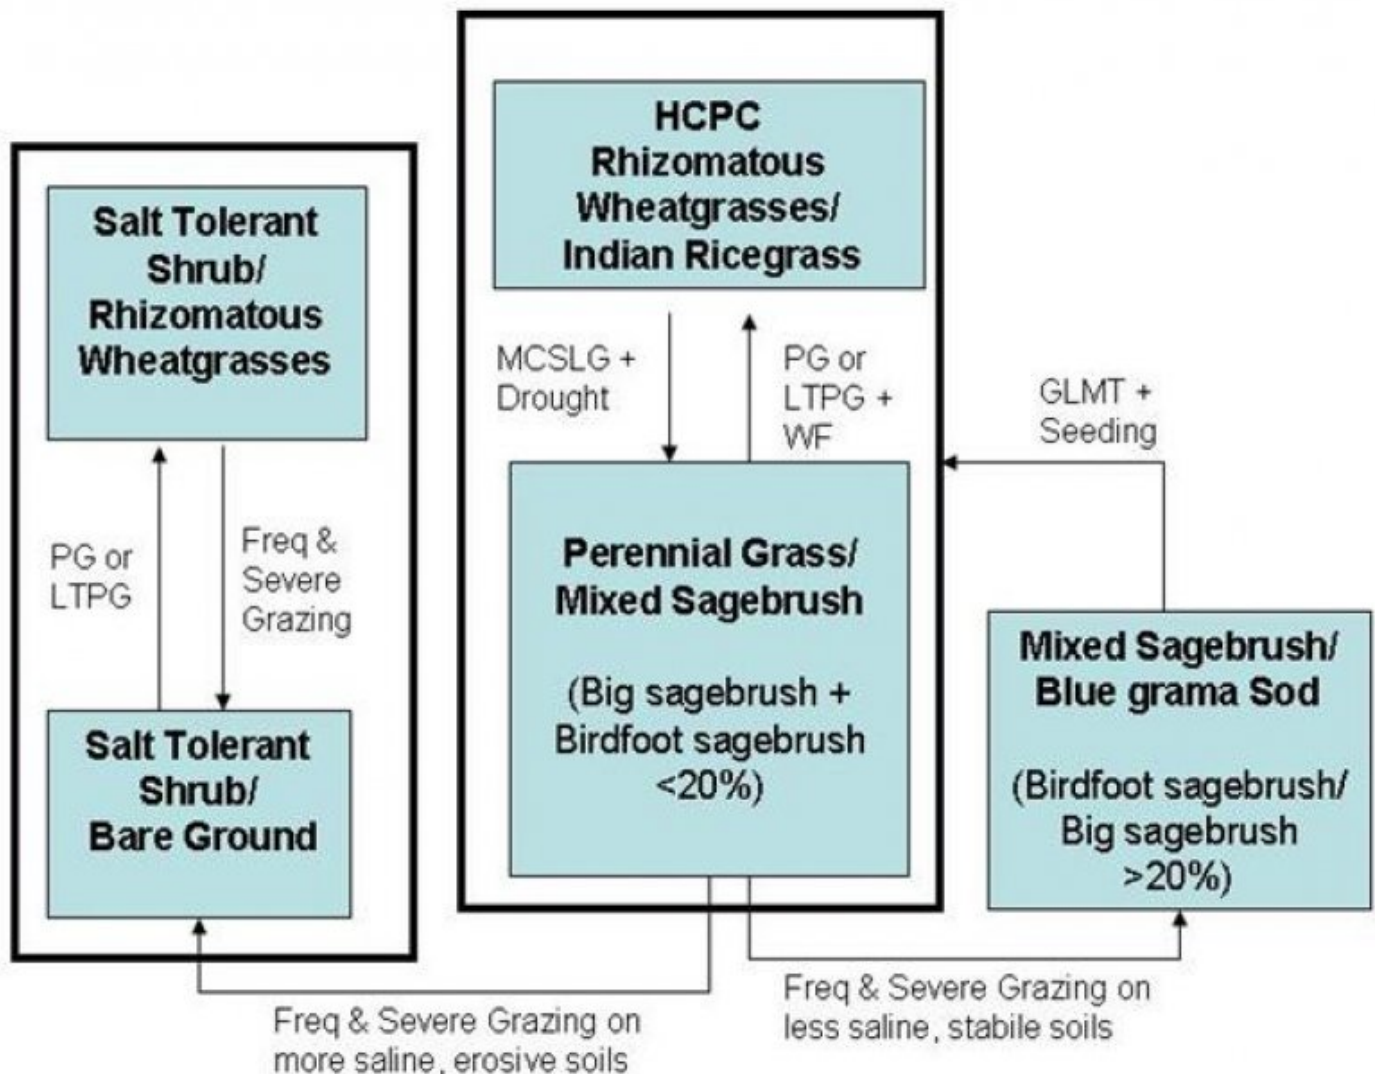 HCPC
Rhizomatous
Wheatgrasses/
Indian Ricegrass
Salt Tolerant
Shrub/
Rhizomatous
Wheatgrasses
MCSLG +
Drought
PG or
LTPG +
WF
GLMT +
Seeding
PG or
LTPG
Freq &
Severe
Grazing
Perennial Grass/
Mixed Sagebrush
(Big sagebrush +
Birdfoot sagebrush
<20%)
Mixed Sagebrush/
Blue grama Sod
(Birdfoot sagebrush/
Big sagebrush
>20%)
Salt Tolerant
Shrub/
Bare Ground
Freq & Severe Grazing on
more saline, erosive soils
Freq & Severe Grazing on
less saline, stabile soils